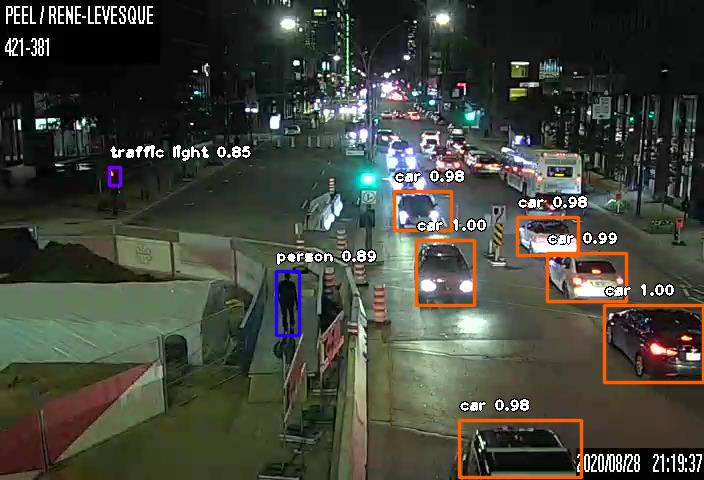 PEEL / RENE-LEVESQUE
421-381
traffic light 0.85
car 0.98
car 0.98
car 1.00
car 0.99
person 0.89
car 1.00
car 0.98
2020/08/28 21:19:37